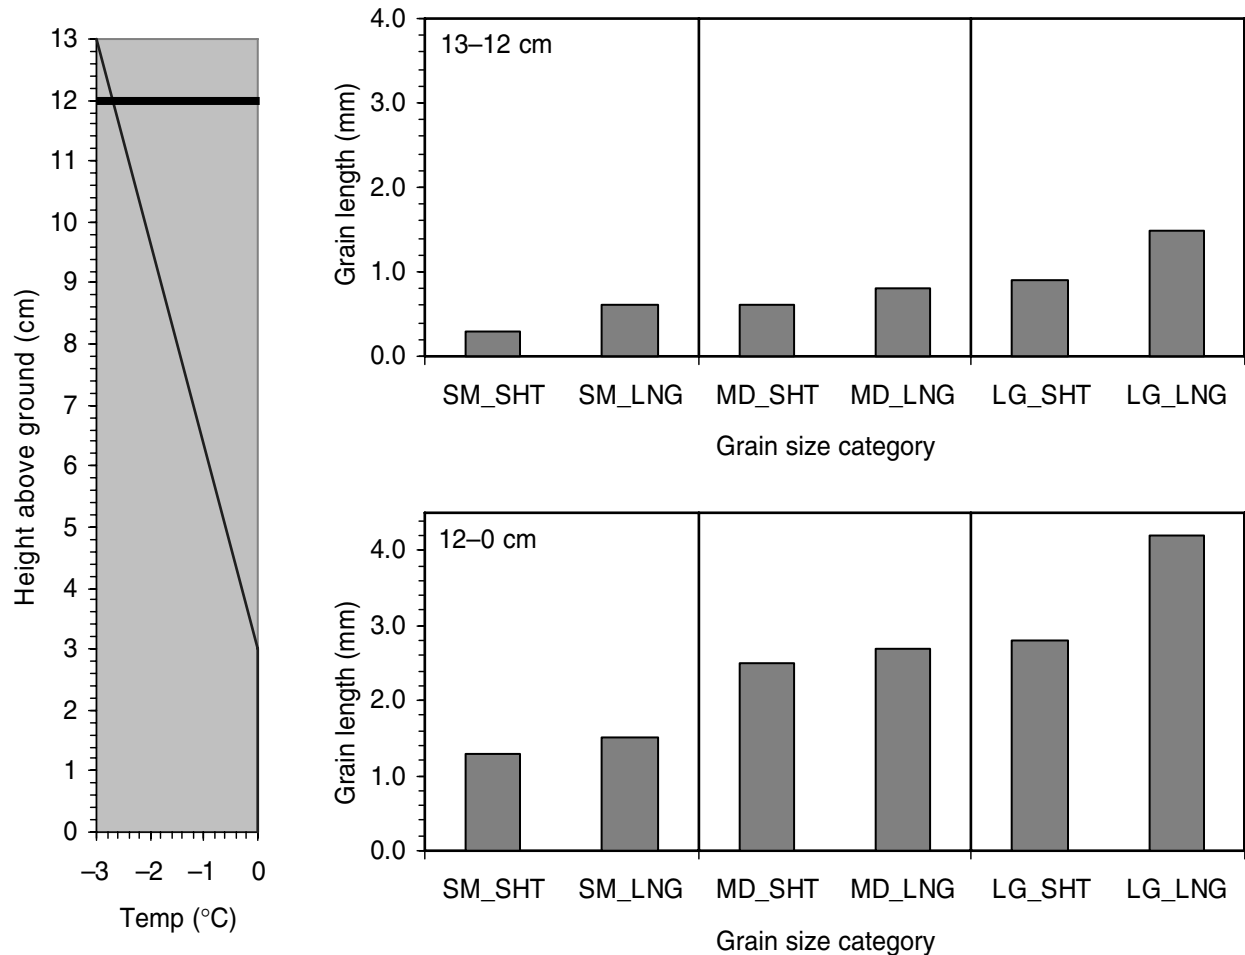 13
12
11
10
9
8
7
6
5
4
3
2
1
0
Height above ground (cm)
–3 –2 –1 0
Temp (°C)
13–12 cm
4.0
3.0
2.0
1.0
0.0
Grain length (mm)
SM_SHT SM_LNG MD_SHT MD_LNG LG_SHT LG_LNG
Grain size category
12–0 cm
4.0
3.0
2.0
1.0
0.0
Grain length (mm)
SM_SHT SM_LNG MD_SHT MD_LNG LG_SHT LG_LNG
Grain size category